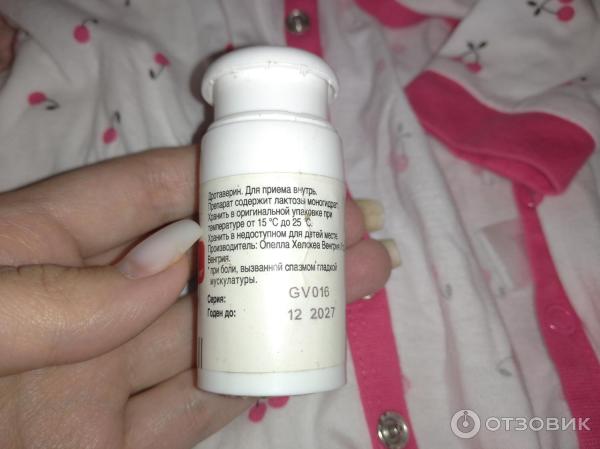 Дротаверин. Для приема внутрь.
Препарат содержит лактозы моногидрат.
Хранить в оригинальной упаковке при
температуре от 15 °C до 25 °C.
Хранить в недоступном для детей месте.
Производитель: Опелла Хелскеа Венгрия
Венгрия.
* при боли, вызванной спазмом гладкой
мускулатуры.
Серия: GV016
Годен до: 12 2027
ОТЗОВИК